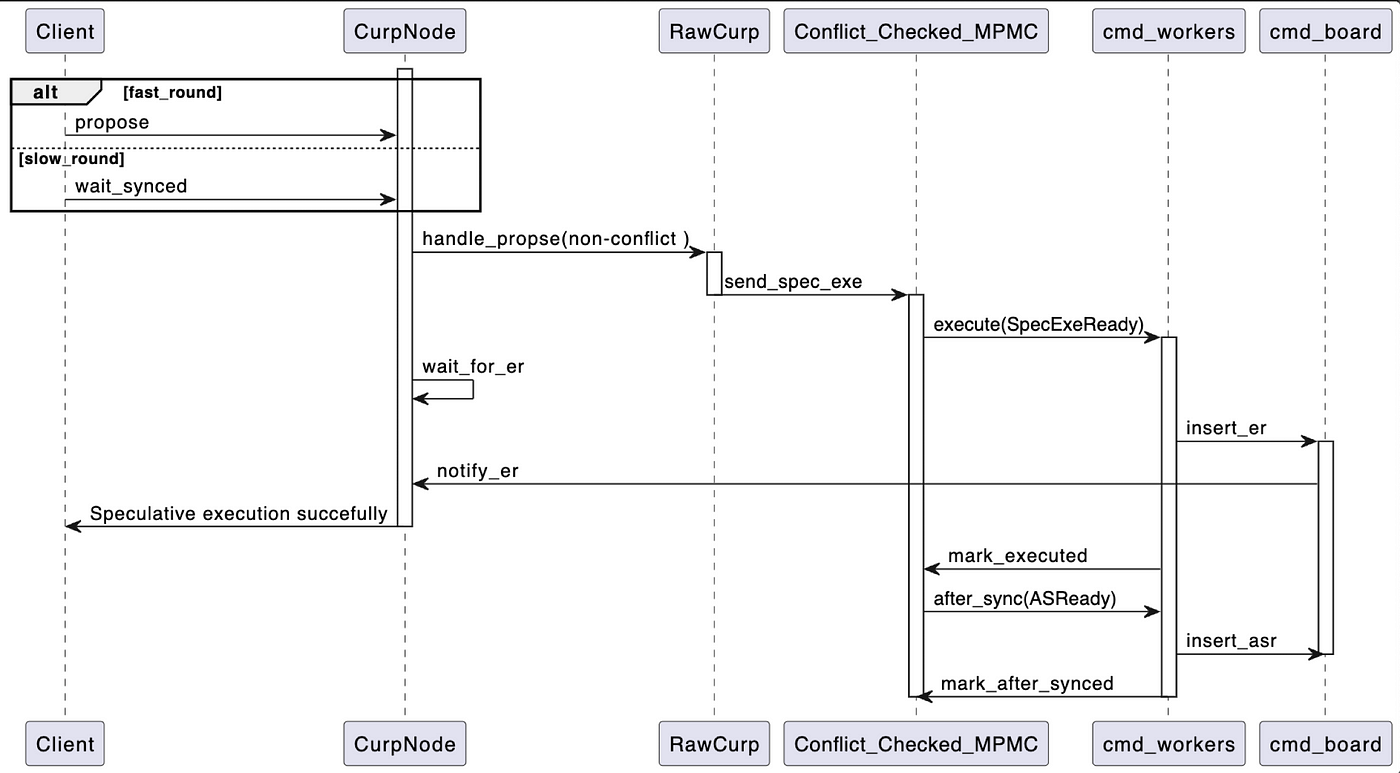 Client CurpNode RawCurp Conflict_Checked_MPMC cmd_workers cmd_board
alt [fast_round]
propose
[slow_round]
wait_synced
handle_propse(non-conflict )
send_spec_exe
execute(SpecExeReady)
wait_for_er
insert_er
notify_er
Speculative execution succefully
mark_executed
after_sync(ASReady)
insert_asr
mark_after_synced
Client CurpNode RawCurp Conflict_Checked_MPMC cmd_workers cmd_board